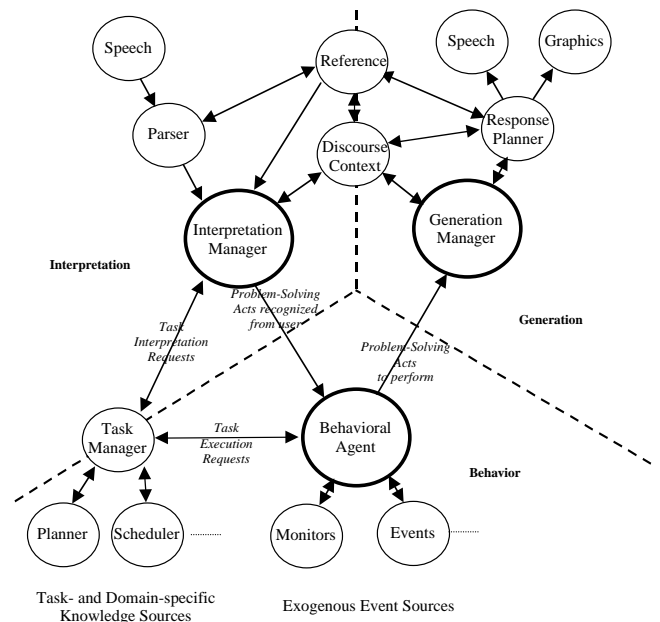 Speech
Reference
Speech
Graphics
Parser
Response
Planner
Discourse
Context
Interpretation
Manager
Generation
Manager
Interpretation
Problem-Solving
Acts recognized
from user
Generation
Task
Interpretation
Requests
Problem-Solving
Acts
to perform
Task
Manager
Task
Execution
Requests
Behavioral
Agent
Behavior
Planner
Scheduler
Monitors
Events
Task- and Domain-specific
Knowledge Sources
Exogenous Event Sources